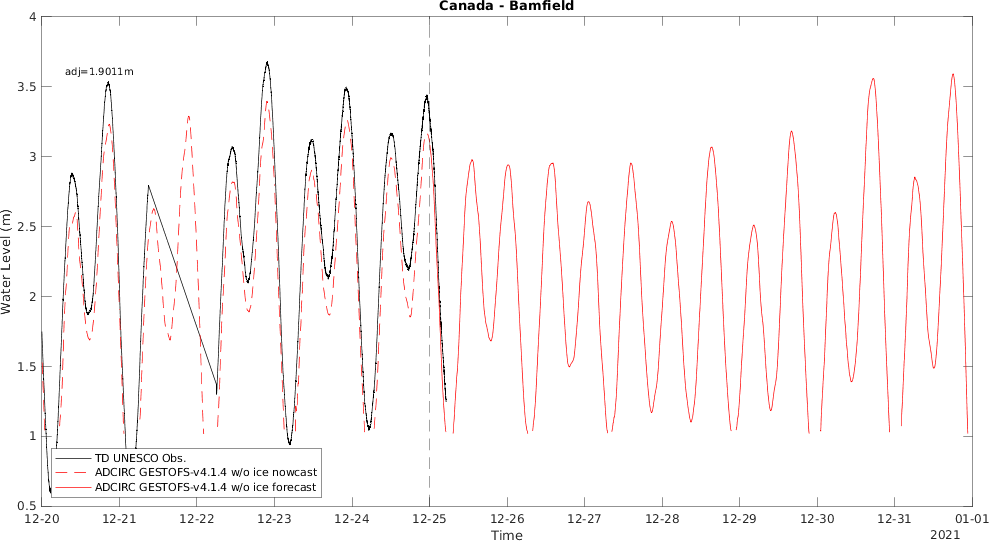 Canada - Bamfield
adj=1.9011m
4
3.5
3
2.5
2
1.5
1
0.5
Water Level (m)
TD UNESCO Obs.
ADCIRC GESTOFS-v4.1.4 w/o ice nowcast
ADCIRC GESTOFS-v4.1.4 w/o ice forecast
12-20 12-21 12-22 12-23 12-24 12-25 12-26 12-27 12-28 12-29 12-30 12-31 01-01
Time
2021